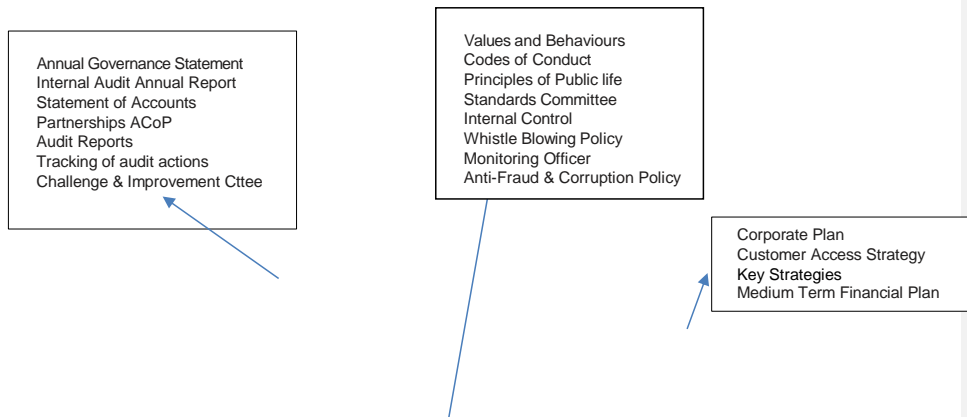 Annual Governance Statement
Internal Audit Annual Report
Statement of Accounts
Partnerships ACoP
Audit Reports
Tracking of audit actions
Challenge & Improvement Cttee
Values and Behaviours
Codes of Conduct
Principles of Public life
Standards Committee
Internal Control
Whistle Blowing Policy
Monitoring Officer
Anti-Fraud & Corruption Policy
Corporate Plan
Customer Access Strategy
Key Strategies
Medium Term Financial Plan